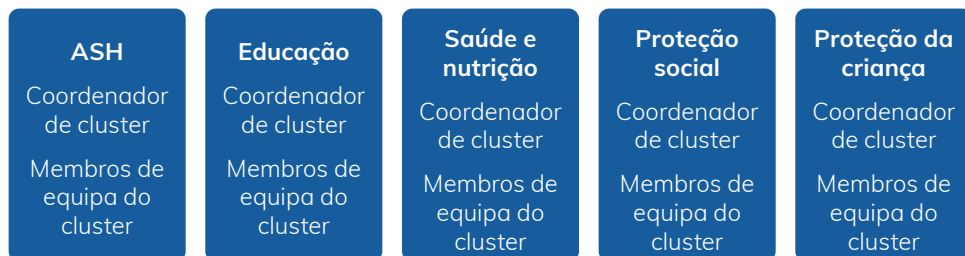 ASH
Coordenador
de cluster
Membros de
equipa do
cluster
Educação
Coordenador
de cluster
Membros de
equipa do
cluster
Saúde e
nutrição
Coordenador
de cluster
Membros de
equipa do
cluster
Proteção
social
Coordenador
de cluster
Membros de
equipa do
cluster
Proteção da
criança
Coordenador
de cluster
Membros de
equipa do
cluster